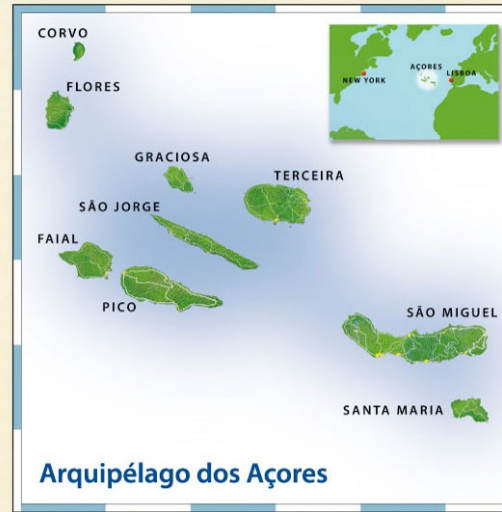 CORVO
FLORES
AÇORES
NEW YORK
LISBOA
GRACIOSA
TERCEIRA
SÃO JORGE
FAIAL
PICO
SÃO MIGUEL
SANTA MARIA
Arquipélago dos Açores